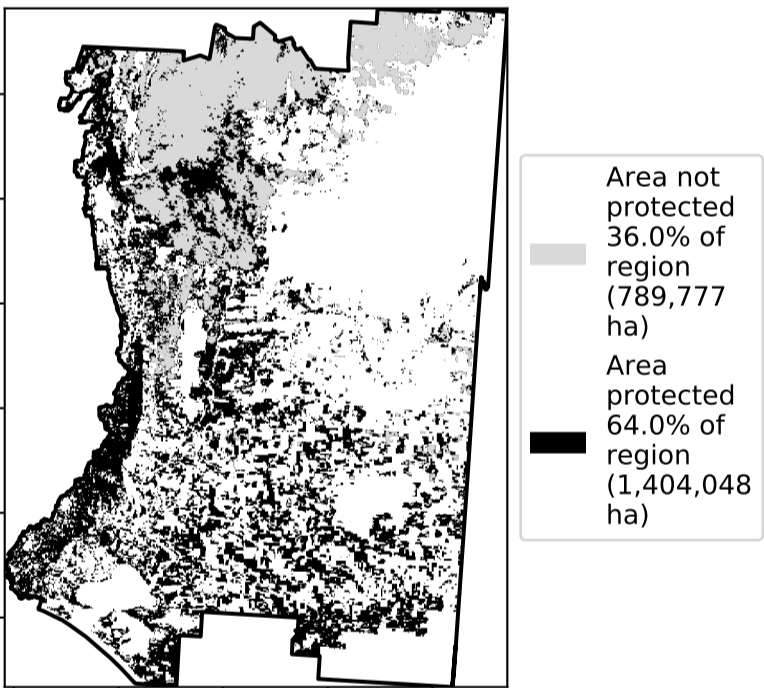 Area not
protected
36.0% of
region
(789,777
ha)
Area
protected
64.0% of
region
(1,404,048
ha)